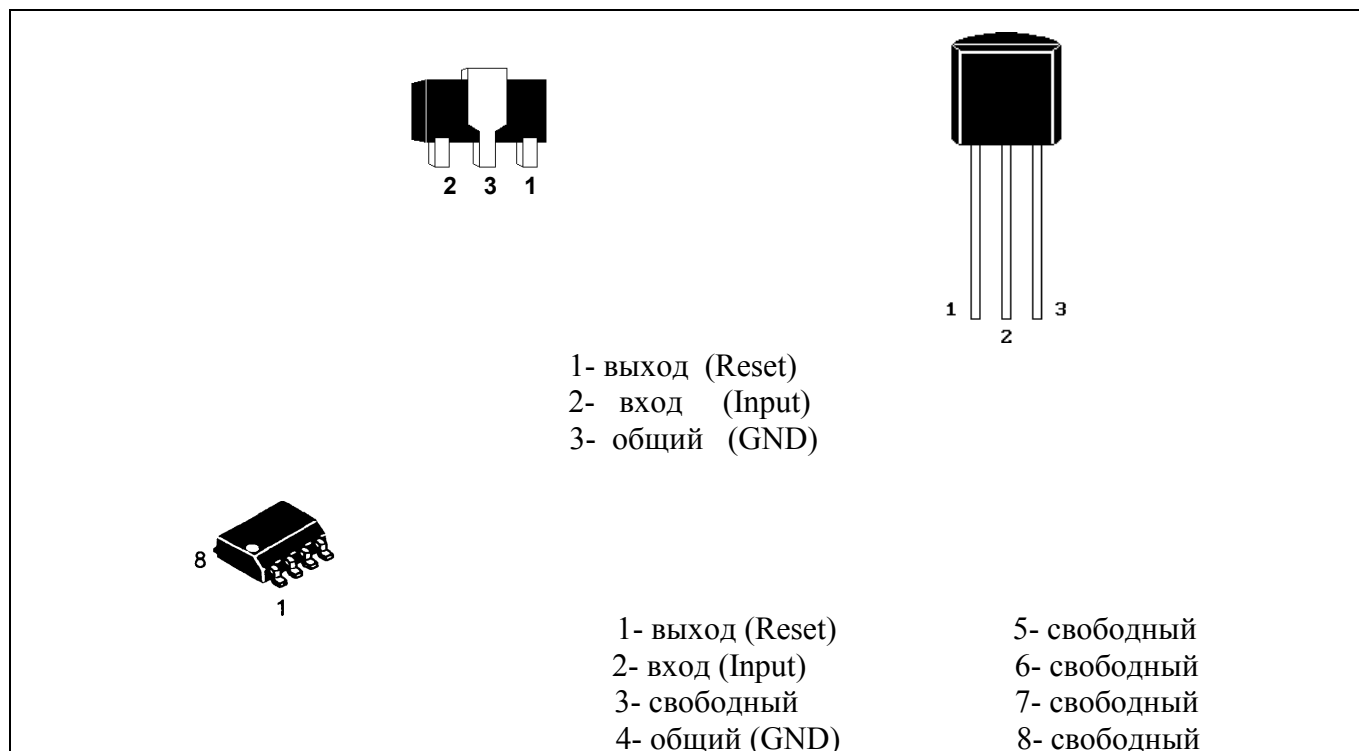 2 3 1
1 3
2
1- выход (Reset)
2- вход (Input)
3- общий (GND)
8
1
1- выход (Reset) 5- свободный
2- вход (Input) 6- свободный
3- свободный 7- свободный
4- общий (GND) 8- свободный